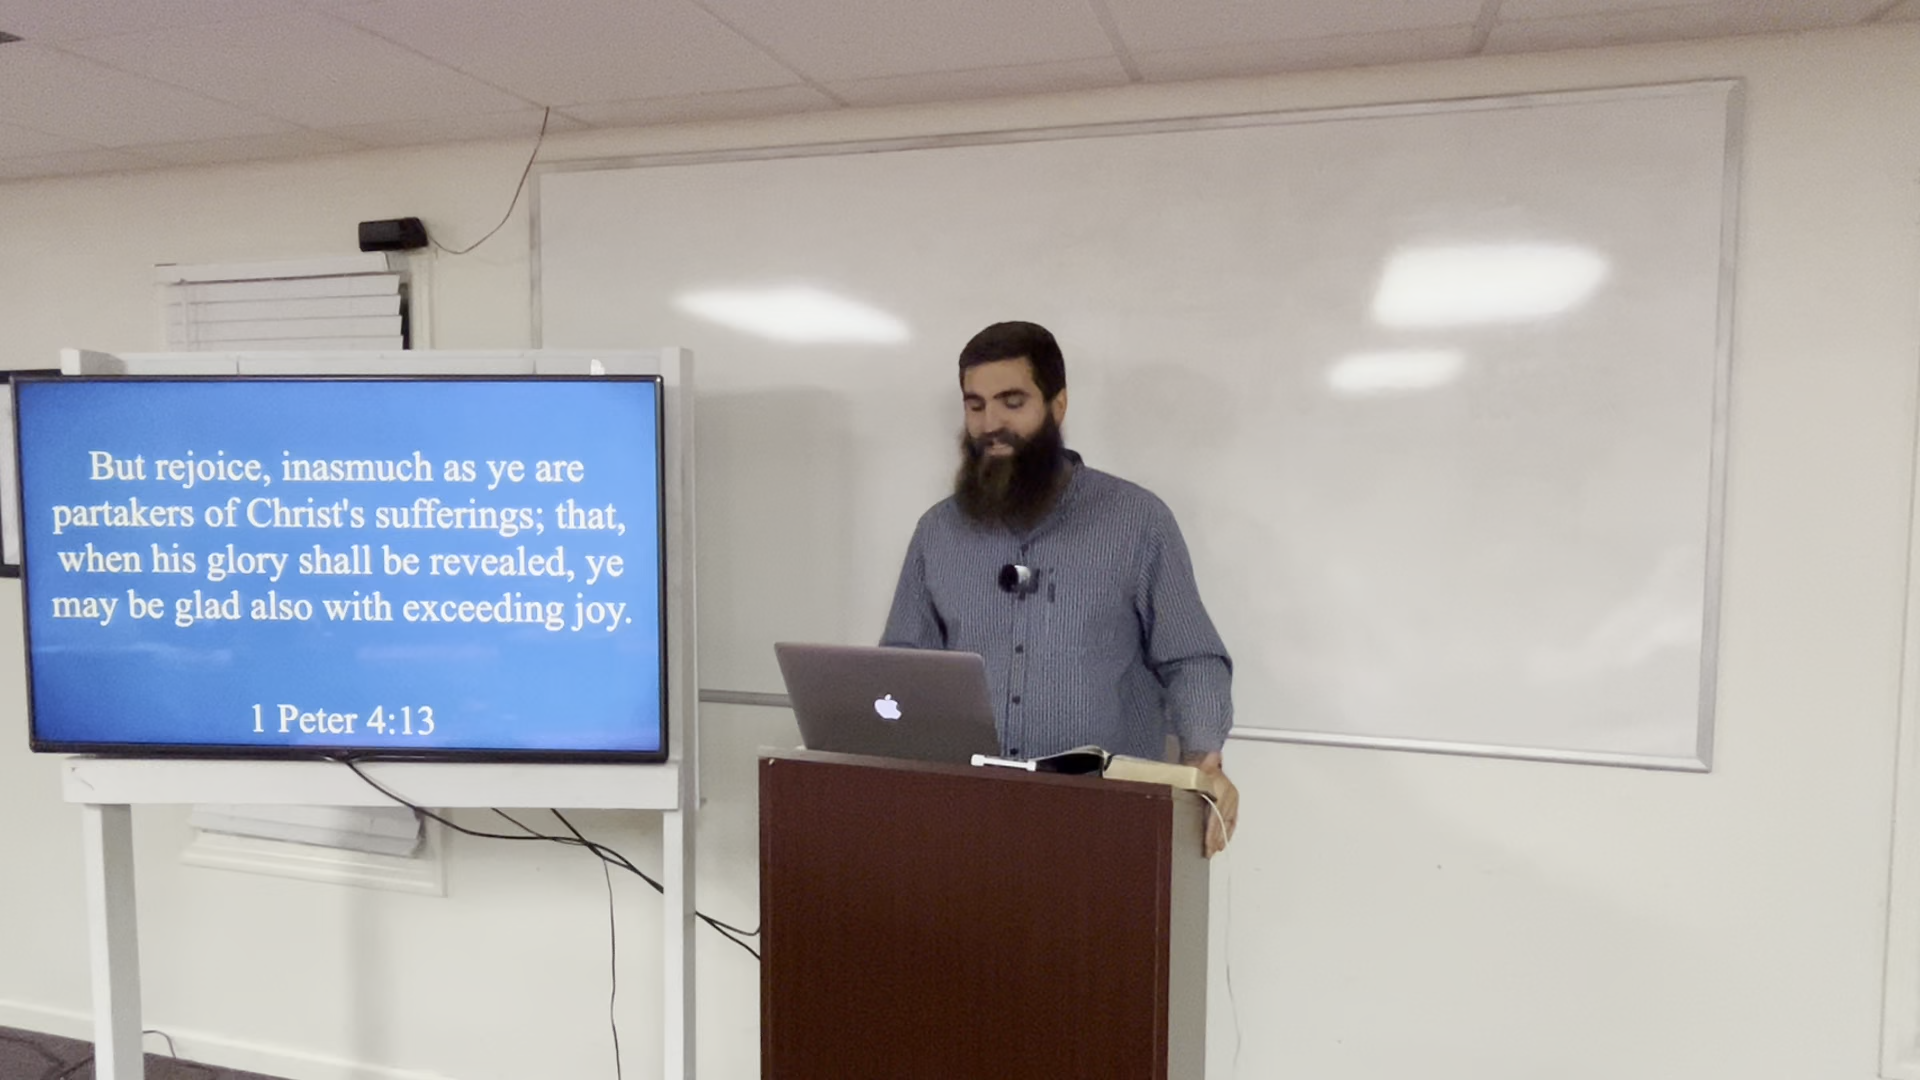 But rejoice, inasmuch as ye are
partakers of Christ's sufferings; that,
when his glory shall be revealed, ye
may be glad also with exceeding joy.
1 Peter 4:13